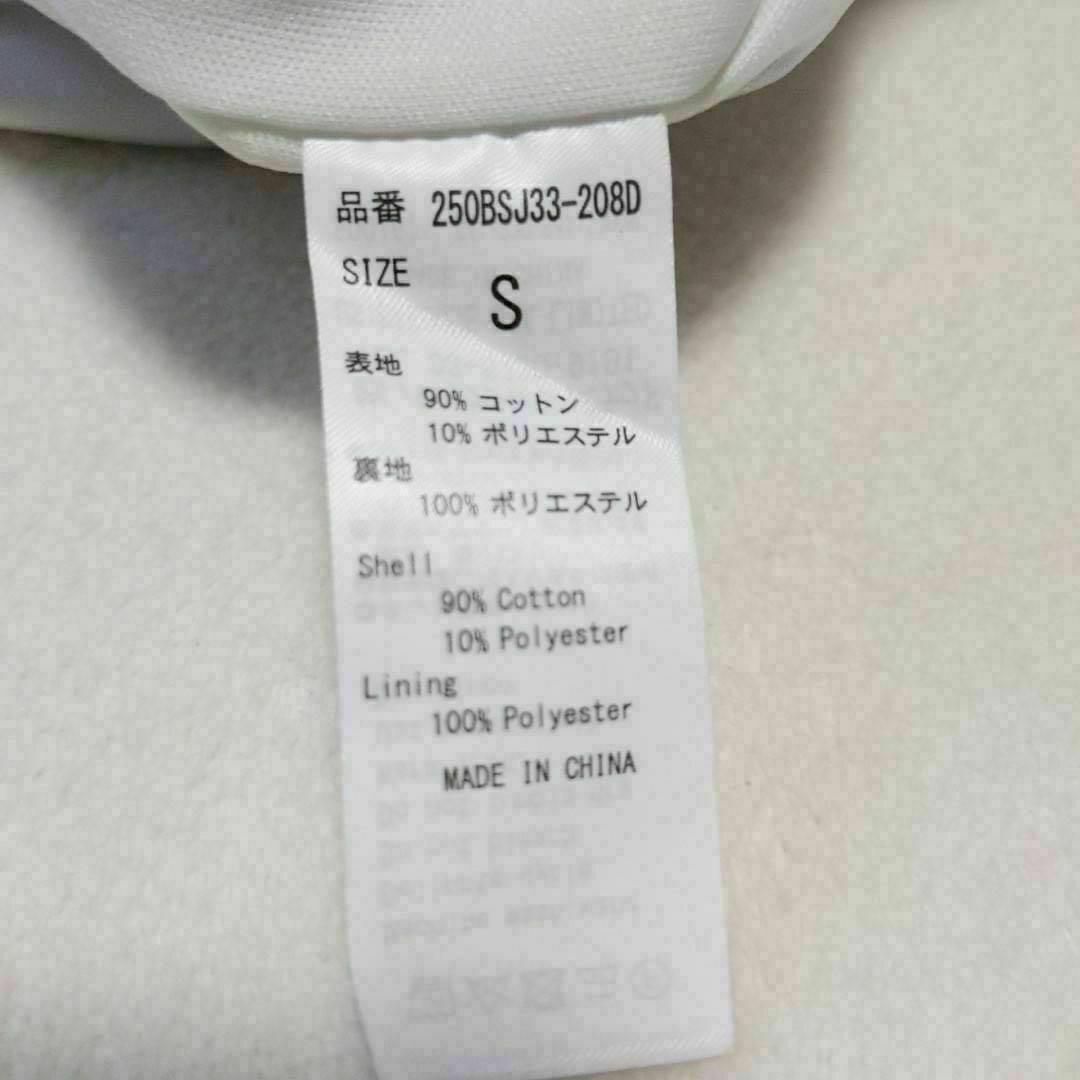 品番 250BSJ33-208D
SIZE
S
表地
90% コットン
10% ポリエステル
裏地
100% ポリエステル
Shell
90% Cotton
10% Polyester
Lining
100% Polyester
MADE IN CHINA